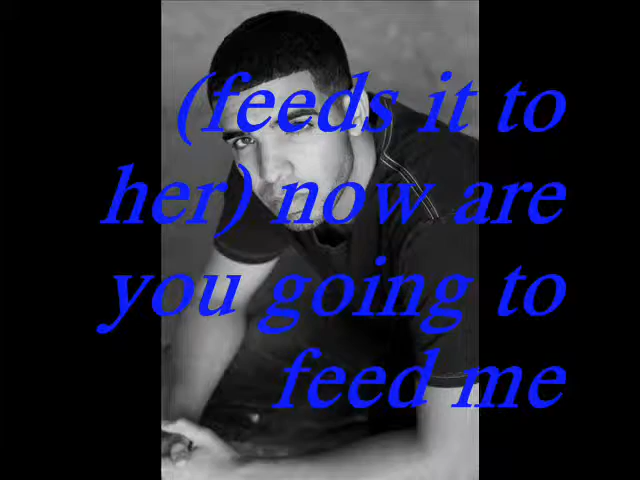 (feeds it to
her) now are
you going to
feed me